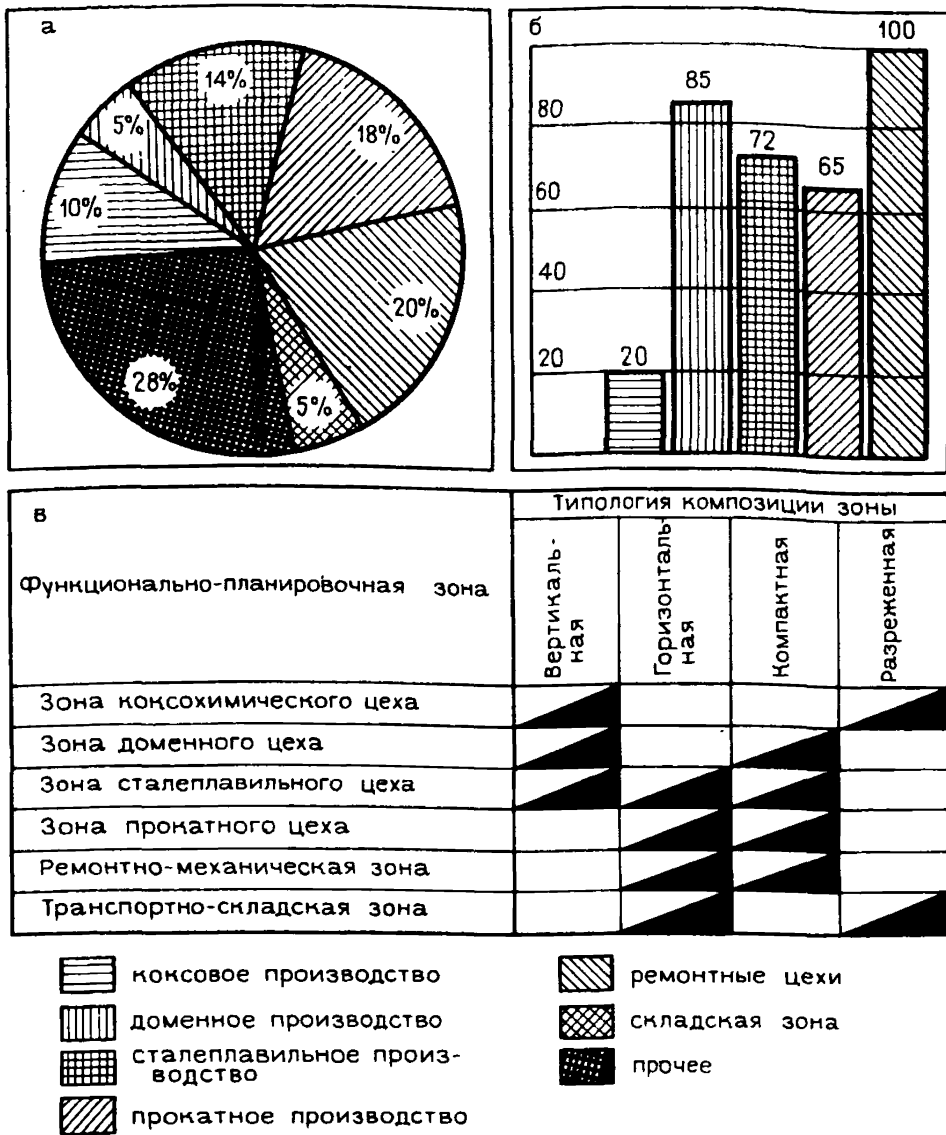 а
14%
5%
18%
10%
20%
28%
5%
б
100
80
85
72
60
65
40
20
20
в
Типология композиции зоны
Функционально-планировочная зона
Вертикаль-
ная
Горизонталь-
ная
Компактная
Разреженная
Зона коксохимического цеха
Зона доменного цеха
Зона сталеплавильного цеха
Зона прокатного цеха
Ремонтно-механическая зона
Транспортно-складская зона
коксовое производство
доменное производство
сталеплавильное произ-
водство
прокатное производство
ремонтные цехи
складская зона
прочее